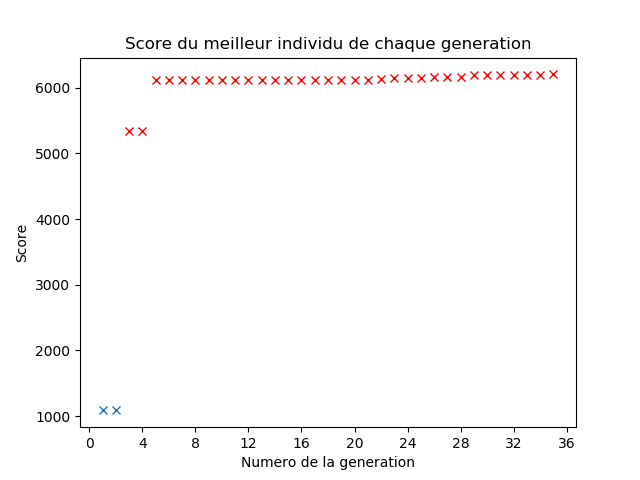 Score du meilleur individu de chaque generation
6000
5000
4000
3000
2000
1000
Score
0 4 8 12 16 20 24 28 32 36
Numero de la generation